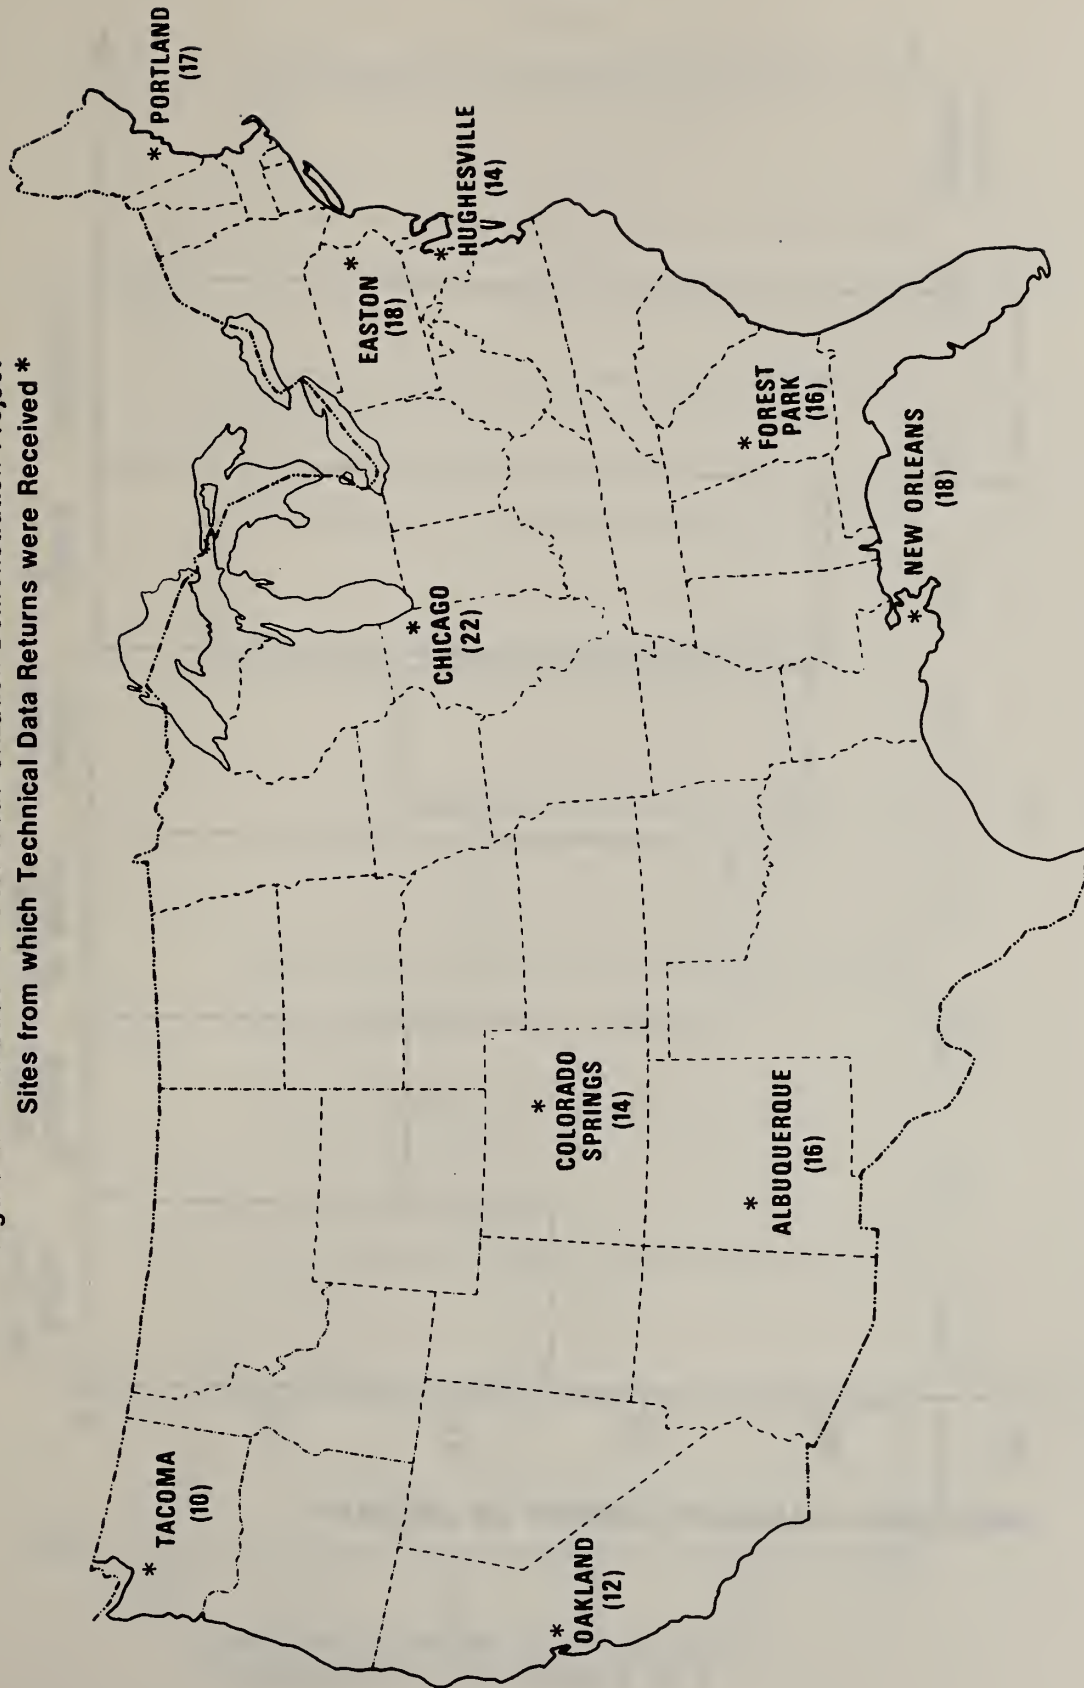 Sites from which Technical Data Returns were Received *
* PORTLAND
(17)
* HUGHESVILLE
(14)
* EASTON
(18)
* FOREST
PARK
(16)
* NEW ORLEANS
(18)
* CHICAGO
(22)
* COLORADO
SPRINGS
(14)
* ALBUQUERQUE
(16)
* TACOMA
(10)
* OAKLAND
(12)